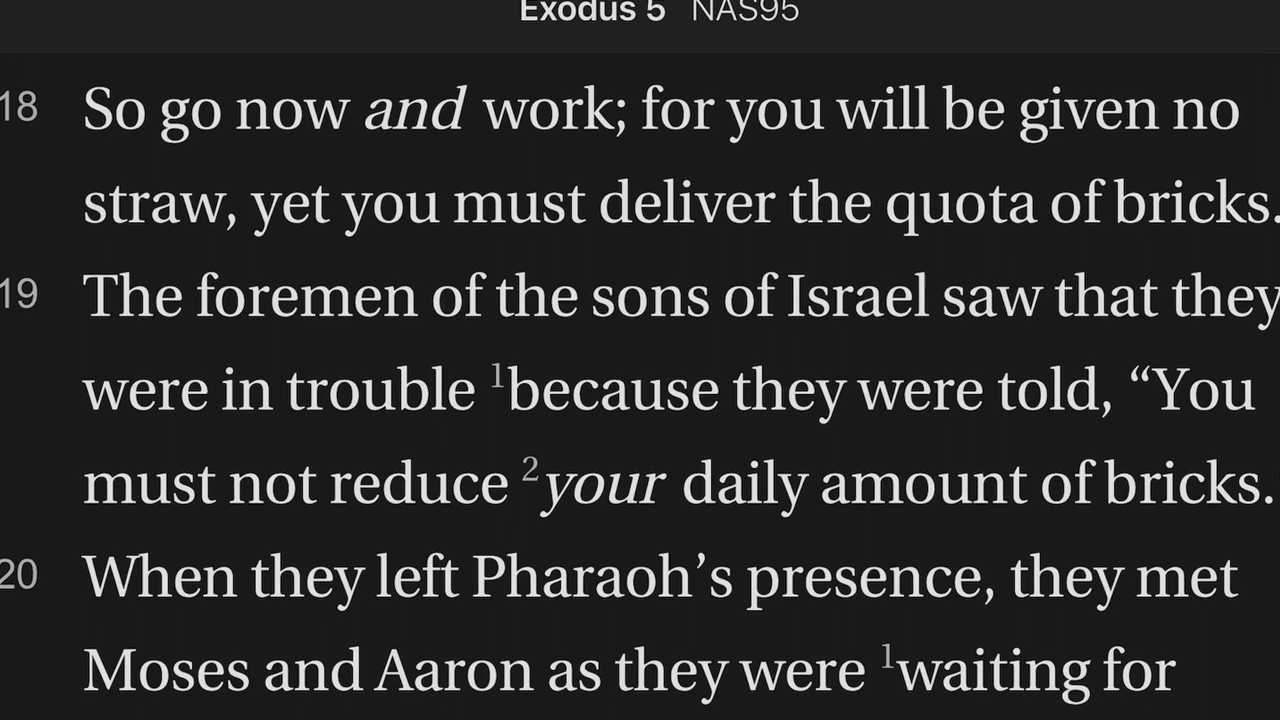 Exodus 5 NAS95
18 So go now and work; for you will be given no
straw, yet you must deliver the quota of bricks.
19 The foremen of the sons of Israel saw that they
were in trouble 1because they were told, “You
must not reduce 2your daily amount of bricks.
20 When they left Pharaoh’s presence, they met
Moses and Aaron as they were 1waiting for